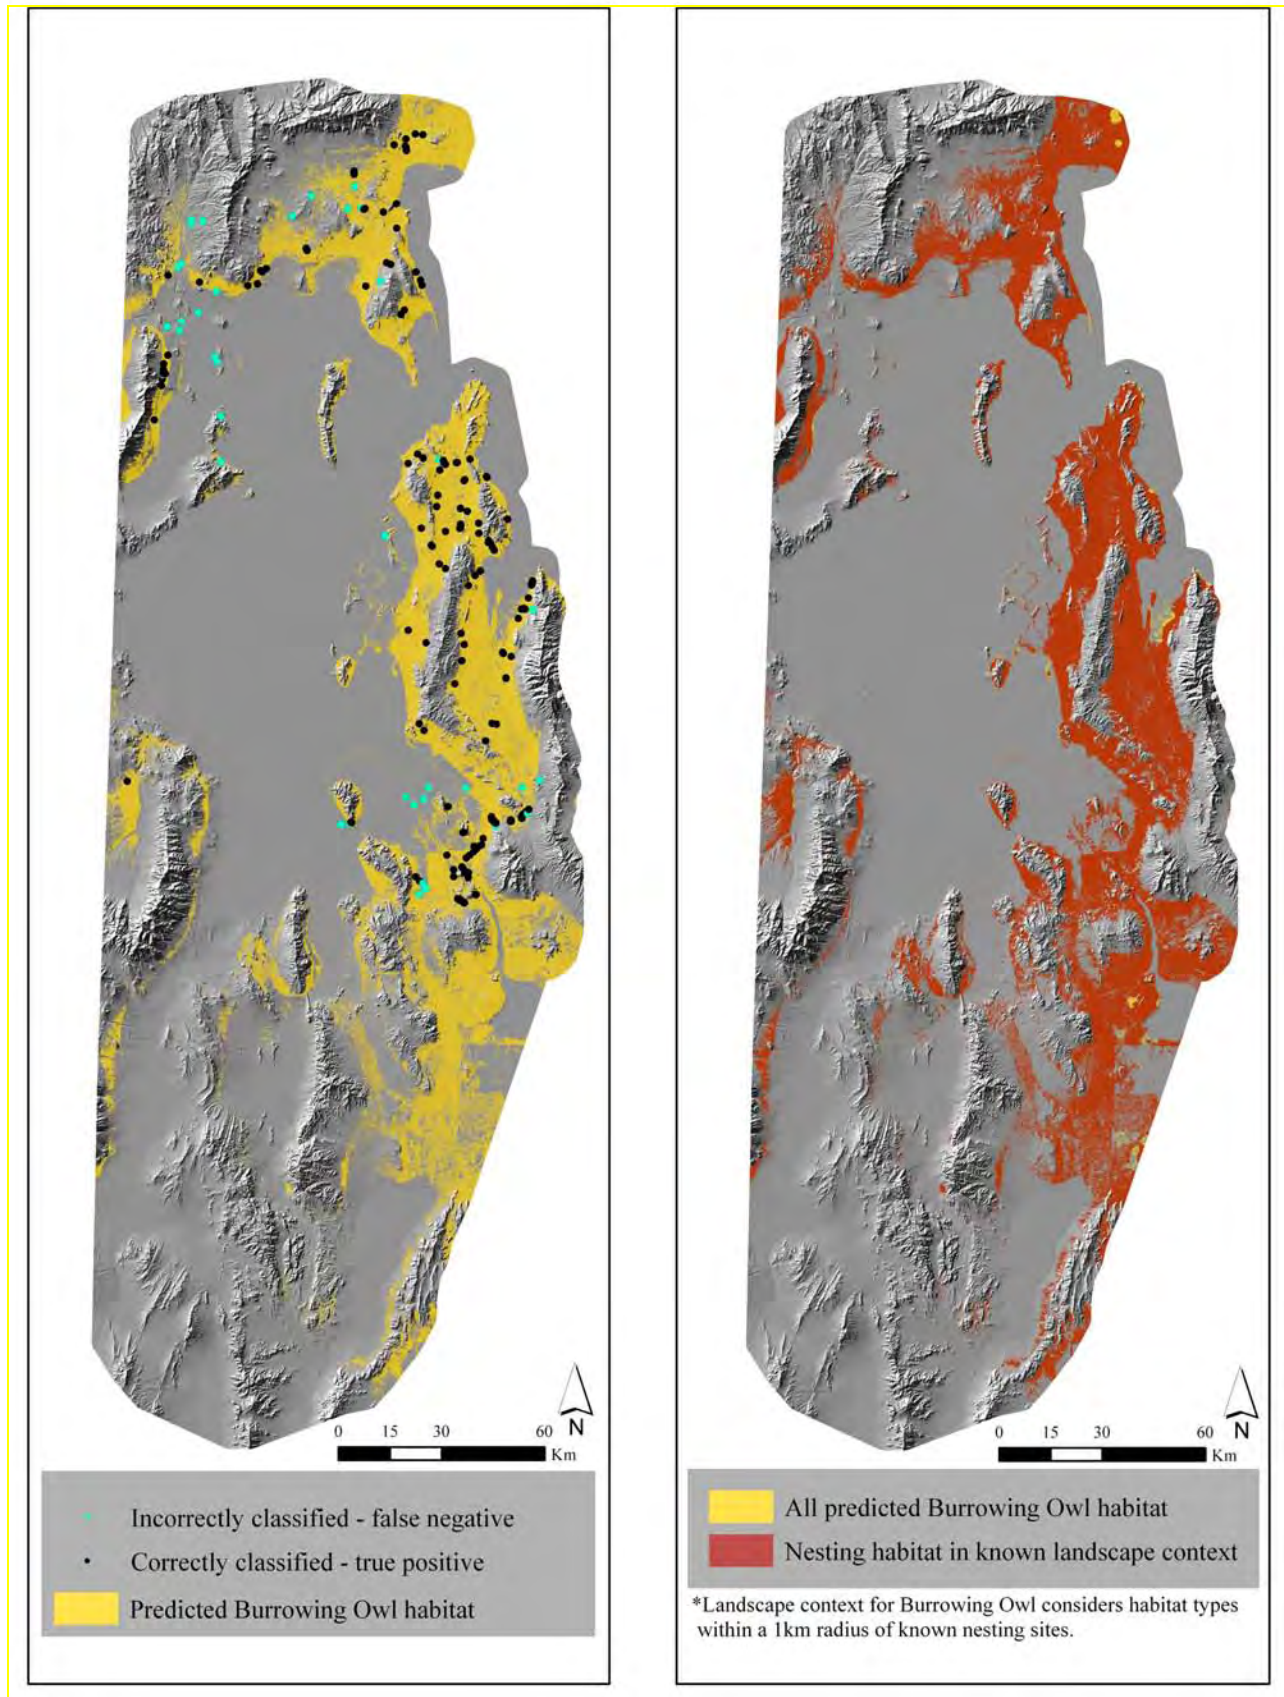 N
0 15 30 60
Km
Incorrectly classified - false negative
Correctly classified - true positive
Predicted Burrowing Owl habitat
N
0 15 30 60
Km
All predicted Burrowing Owl habitat
Nesting habitat in known landscape context
*Landscape context for Burrowing Owl considers habitat types
within a 1km radius of known nesting sites.